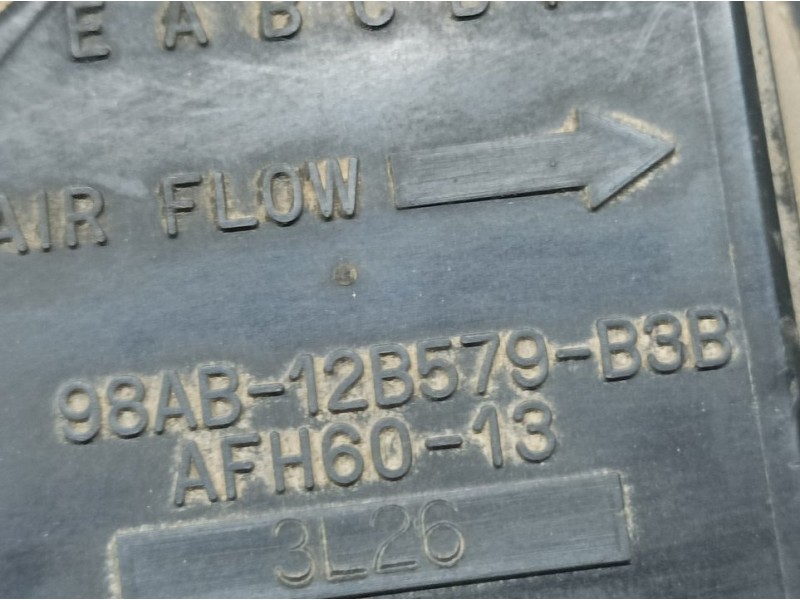 E A B C D
AIR FLOW
98AB-12B579-B3B
AFH60-13
3L26